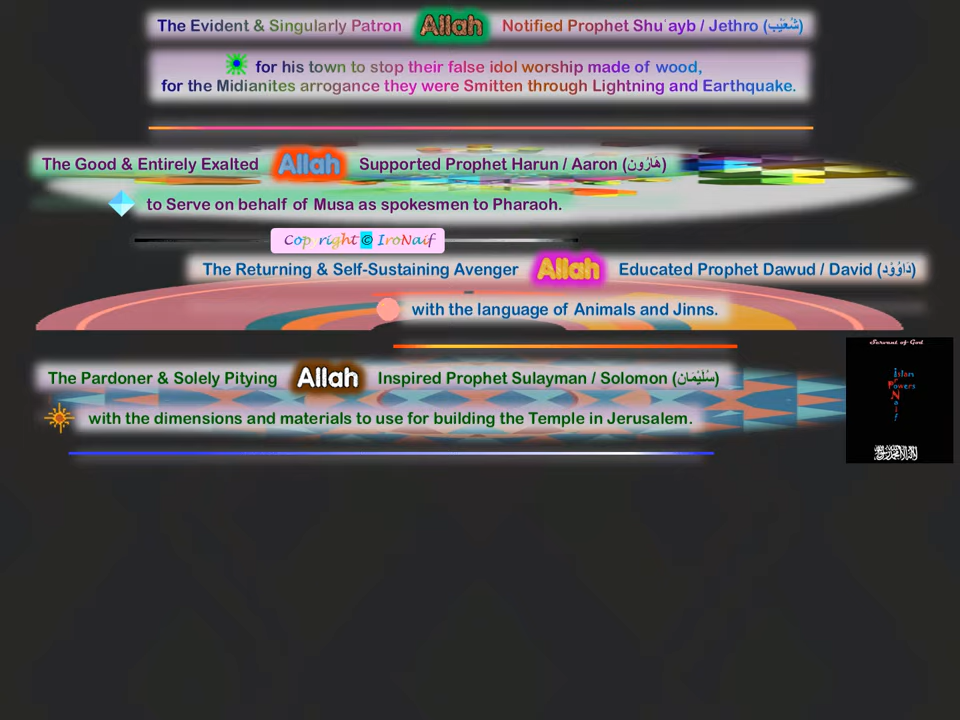 The Evident & Singularly Patron Allah Notified Prophet Shuʿayb / Jethro (شُعَيْب)
for his town to stop their false idol worship made of wood,
for the Midianites arrogance they were Smitten through Lightning and Earthquake.
The Good & Entirely Exalted Allah Supported Prophet Harun / Aaron (هَارُون)
to Serve on behalf of Musa as spokesmen to Pharaoh.
Copyright © IroNaif
The Returning & Self-Sustaining Avenger Allah Educated Prophet Dawud / David (دَاوُوْد)
with the language of Animals and Jinns.
Servant of God
The Pardoner & Solely Pitying Allah Inspired Prophet Sulayman / Solomon (سُلَيْمَان)
with the dimensions and materials to use for building the Temple in Jerusalem.
Islam
Powers